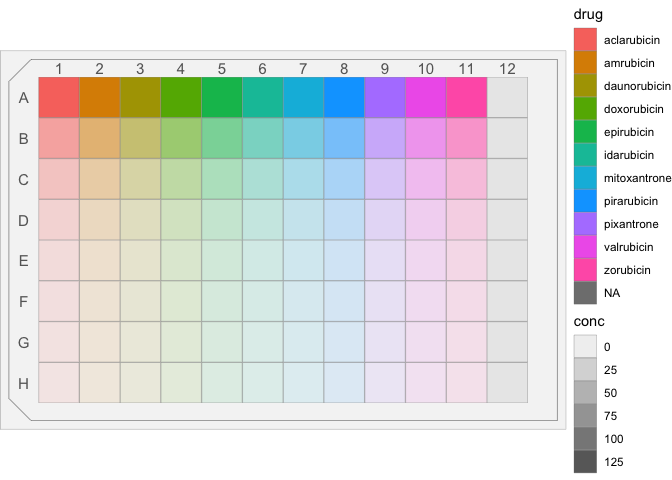 drug
aclarubicin
amrubicin
daunorubicin
doxorubicin
epirubicin
idarubicin
mitoxantrone
pirarubicin
pixantrone
valrubicin
zorubicin
NA
conc
0
25
50
75
100
125
1 2 3 4 5 6 7 8 9 10 11 12
A
B
C
D
E
F
G
H